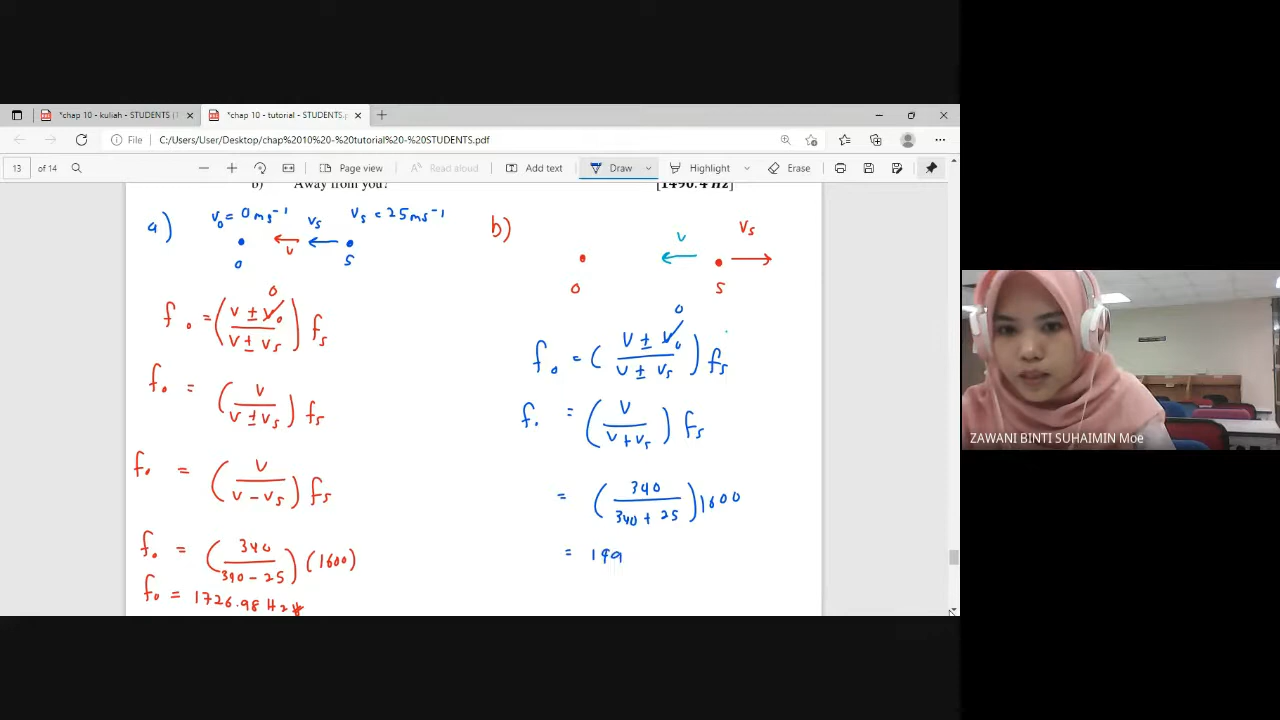 *chap 10 - kuliah - STUDENTS (1
*chap 10 - tutorial - STUDENTS.p
File
C:/Users/User/Desktop/chap%2010%20-%20tutorial%20-%20STUDENTS.pdf
13 of 14
Page view
Read aloud
Add text
Draw
Highlight
Erase
b) Away from you?
[1490.4 Hz]
a) v₀ = 0 ms⁻¹ vs vs = 25 ms⁻¹
v
O S
0
f₀ = (v ± v₀ / v ± vs) fs
f₀ = (v / v ± vs) fs
f₀ = (v / v - vs) fs
f₀ = (340 / 340 - 25) (1600)
f₀ = 1726.98 Hz
b) v vs
O S
0
f₀ = (v ± v₀ / v ± vs) fs
f₀ = (v / v + vs) fs
= (340 / 340 + 25) 1600
= 149
ZAWANI BINTI SUHAIMIN Moe